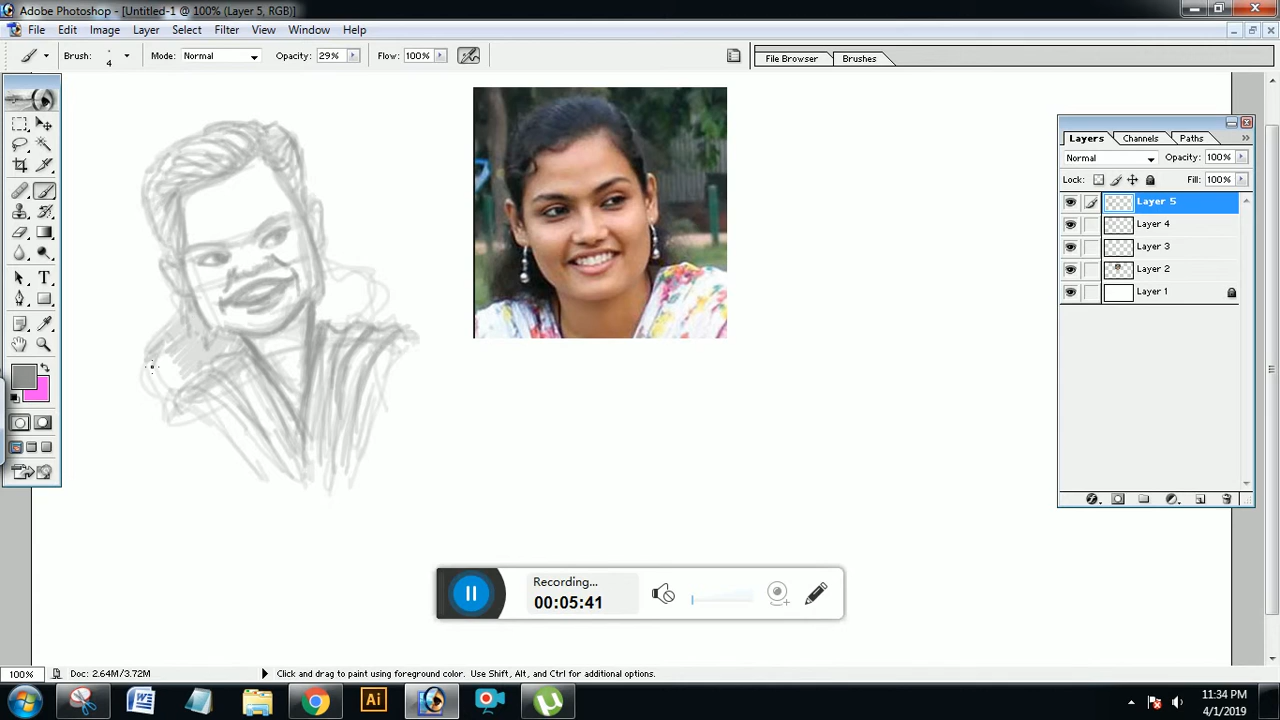 Adobe Photoshop - [Untitled-1 @ 100% (Layer 5, RGB)]
File Edit Image Layer Select Filter View Window Help
Brush: 4 Mode: Normal Opacity: 29% Flow: 100% File Browser Brushes
Layers Channels Paths
Normal Opacity: 100%
Lock: Fill: 100%
Layer 5
Layer 4
Layer 3
Layer 2
Layer 1
T
Recording...
00:05:41
100% Doc: 2.64M/3.72M Click and drag to paint using foreground color. Use Shift, Alt, and Ctrl for additional options.
W Ai µ
11:34 PM
4/1/2019